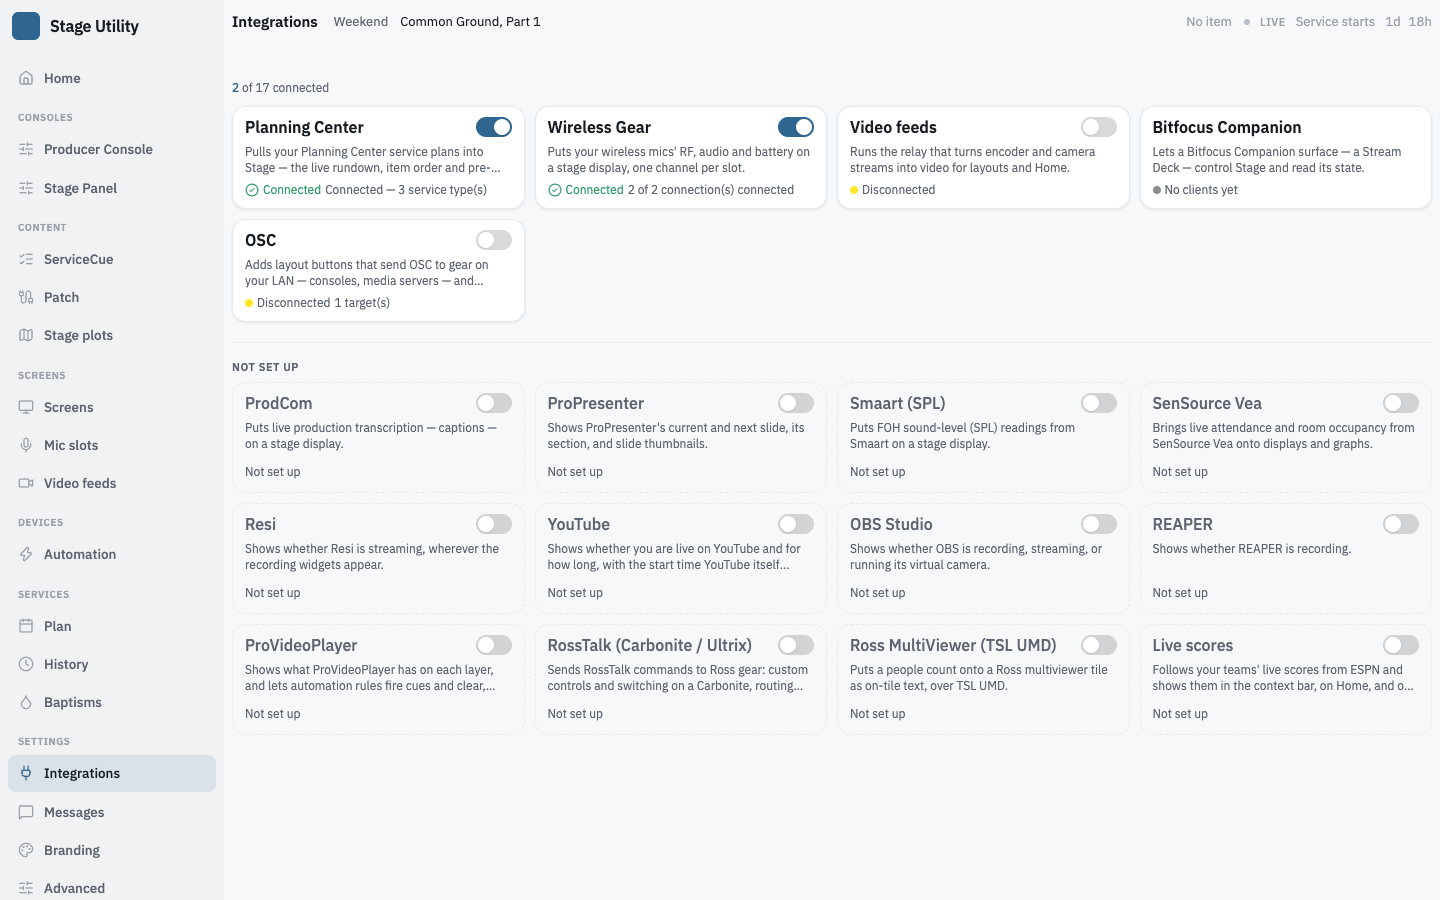 Stage Utility
Home
CONSOLES
Producer Console
Stage Panel
CONTENT
ServiceCue
Patch
Stage plots
SCREENS
Screens
Mic slots
Video feeds
DEVICES
Automation
SERVICES
Plan
History
Baptisms
SETTINGS
Integrations
Messages
Branding
Advanced
Integrations Weekend Common Ground, Part 1
No item LIVE Service starts 1d 18h
2 of 17 connected
Planning Center
Pulls your Planning Center service plans into
Stage — the live rundown, item order and pre-...
Connected Connected — 3 service type(s)
Wireless Gear
Puts your wireless mics' RF, audio and battery on
a stage display, one channel per slot.
Connected 2 of 2 connection(s) connected
Video feeds
Runs the relay that turns encoder and camera
streams into video for layouts and Home.
Disconnected
Bitfocus Companion
Lets a Bitfocus Companion surface — a Stream
Deck — control Stage and read its state.
No clients yet
OSC
Adds layout buttons that send OSC to gear on
your LAN — consoles, media servers — and...
Disconnected 1 target(s)
NOT SET UP
ProdCom
Puts live production transcription — captions —
on a stage display.
Not set up
ProPresenter
Shows ProPresenter's current and next slide, its
section, and slide thumbnails.
Not set up
Smaart (SPL)
Puts FOH sound-level (SPL) readings from
Smaart on a stage display.
Not set up
SenSource Vea
Brings live attendance and room occupancy from
SenSource Vea onto displays and graphs.
Not set up
Resi
Shows whether Resi is streaming, wherever the
recording widgets appear.
Not set up
YouTube
Shows whether you are live on YouTube and for
how long, with the start time YouTube itself...
Not set up
OBS Studio
Shows whether OBS is recording, streaming, or
running its virtual camera.
Not set up
REAPER
Shows whether REAPER is recording.
Not set up
ProVideoPlayer
Shows what ProVideoPlayer has on each layer,
and lets automation rules fire cues and clear,...
Not set up
RossTalk (Carbonite / Ultrix)
Sends RossTalk commands to Ross gear: custom
controls and switching on a Carbonite, routing...
Not set up
Ross MultiViewer (TSL UMD)
Puts a people count onto a Ross multiviewer tile
as on-tile text, over TSL UMD.
Not set up
Live scores
Follows your teams' live scores from ESPN and
shows them in the context bar, on Home, and o...
Not set up